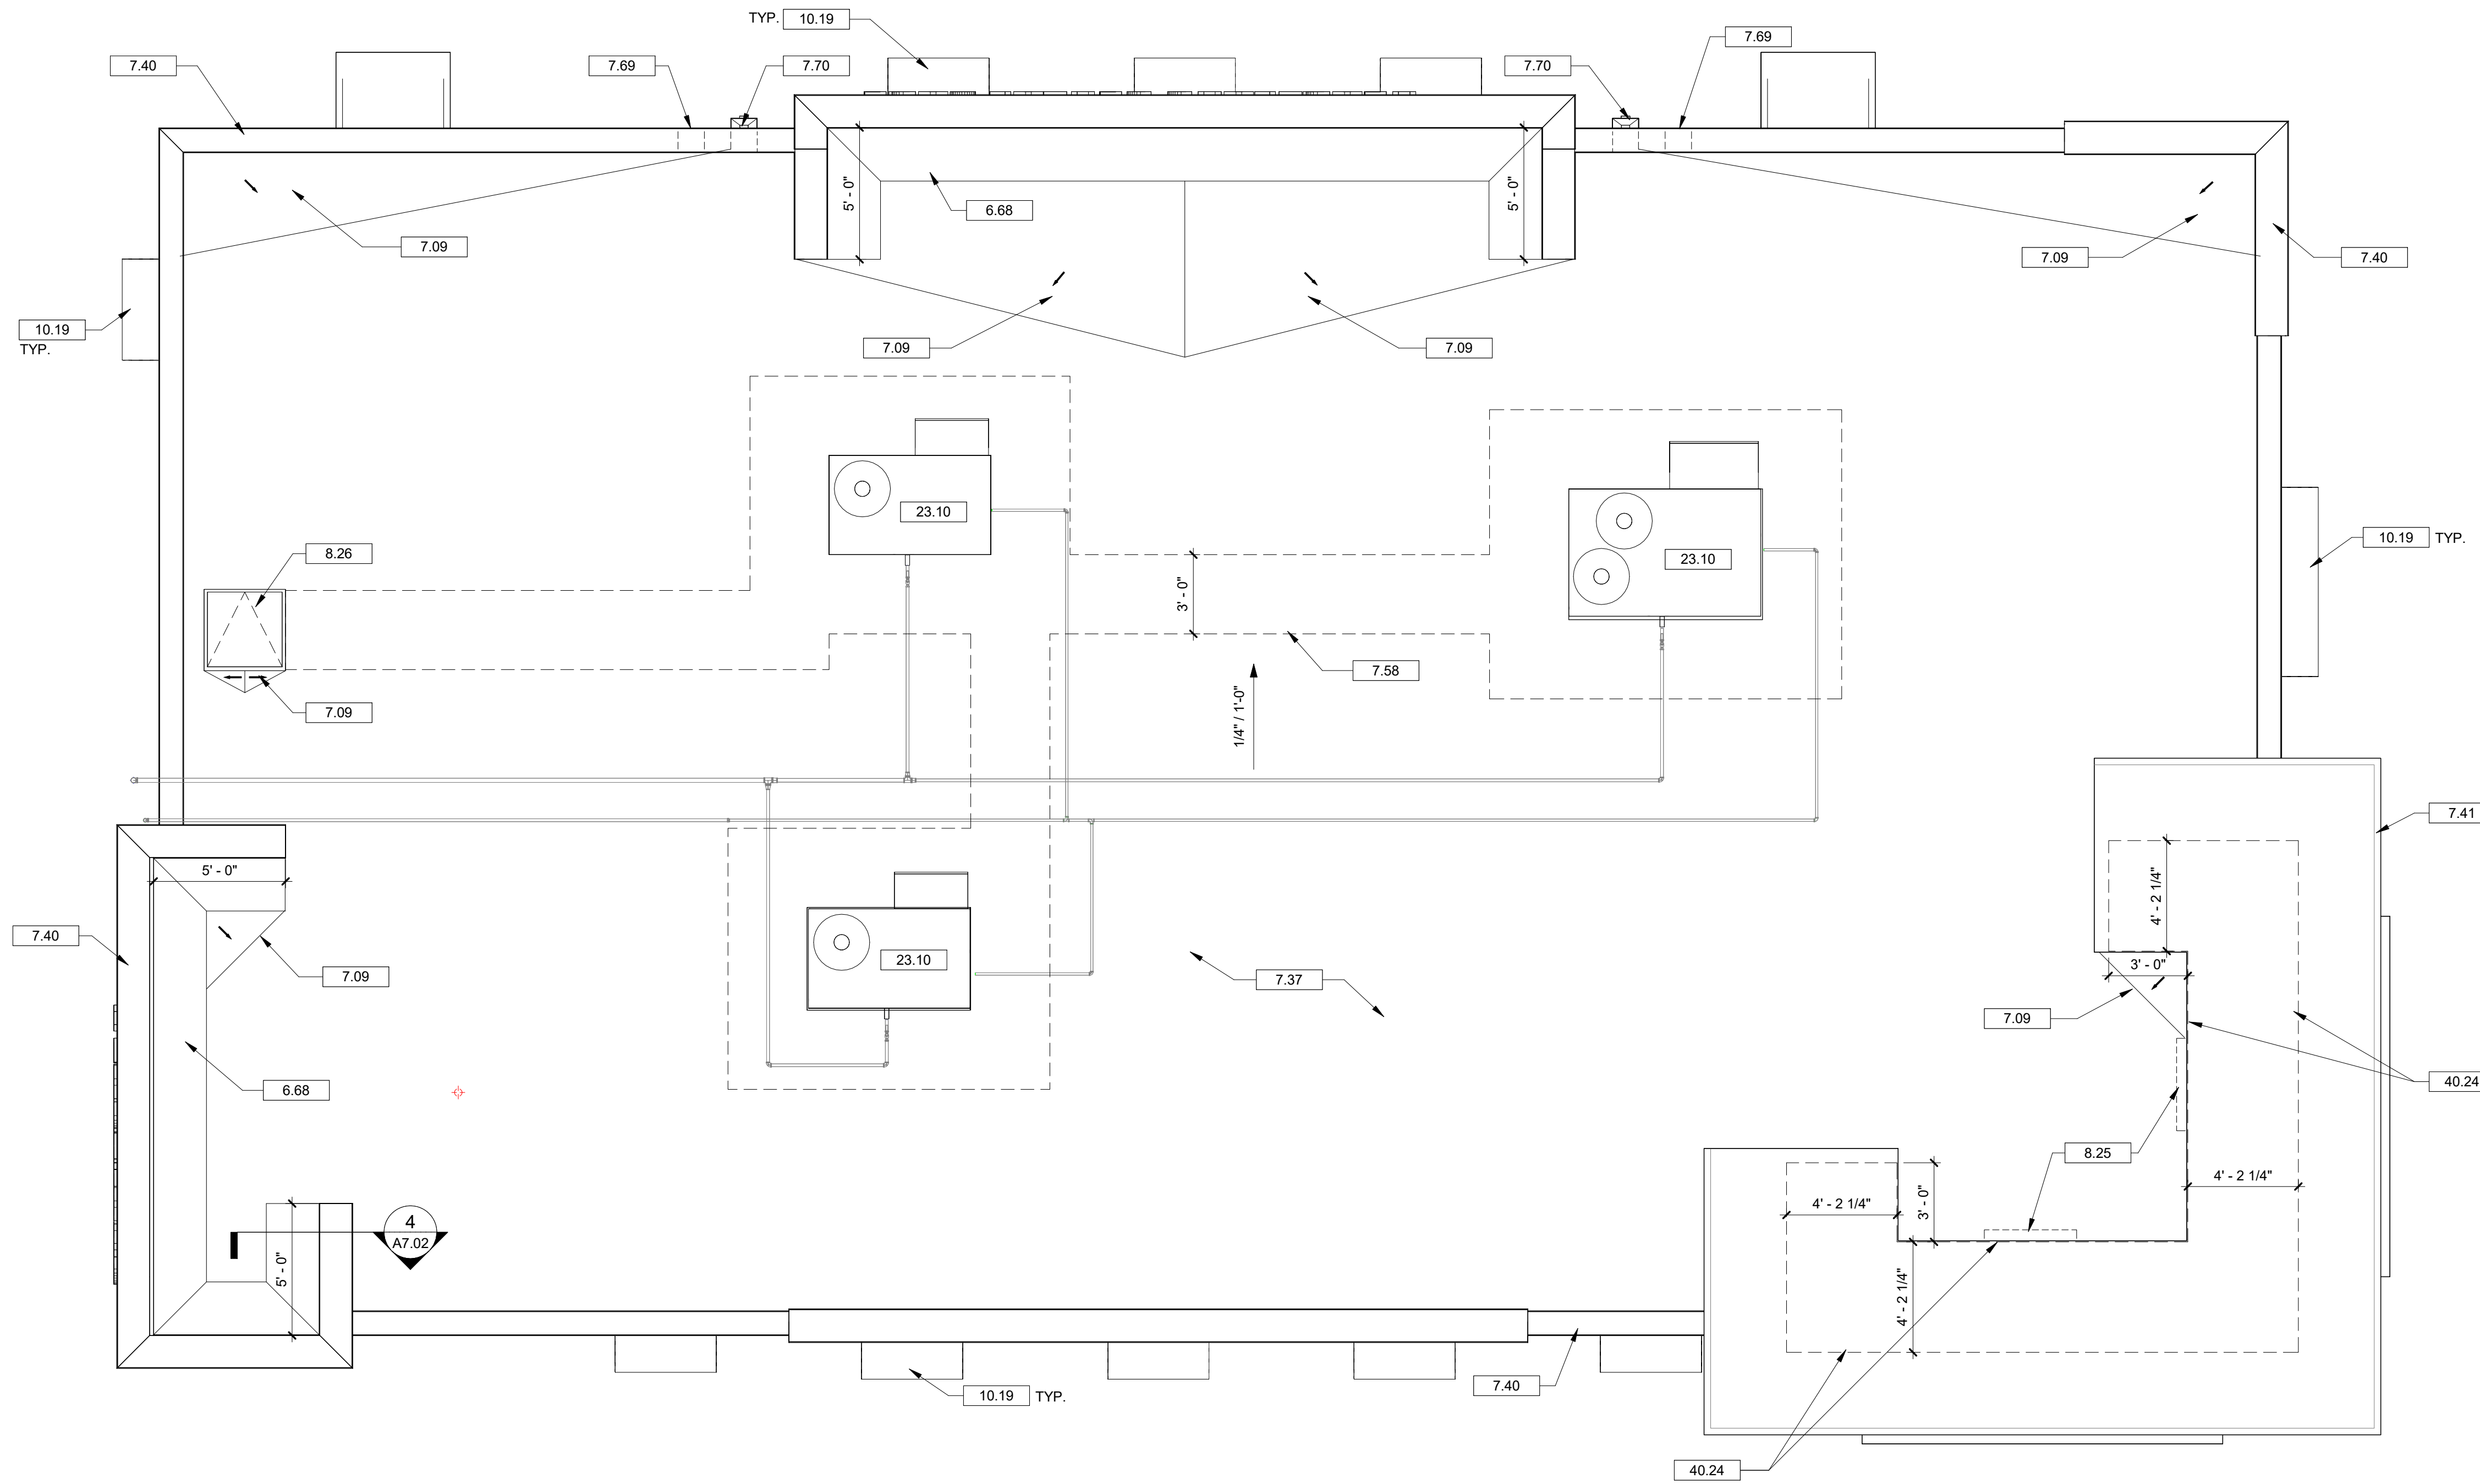 TYP. 10.19
7.69
7.40
7.69
7.70
7.70
5' - 0"
5' - 0"
6.68
7.09
7.09
7.40
10.19
TYP.
7.09
7.09
23.10
10.19 TYP.
8.26
23.10
3' - 0"
7.58
1/4" / 1'-0"
7.09
7.41
5' - 0"
4' - 2 1/4"
7.40
23.10
3' - 0"
7.09
7.37
7.09
40.24
6.68
8.25
4' - 2 1/4"
4' - 2 1/4"
3' - 0"
4
A7.02
5' - 0"
4' - 2 1/4"
7.40
10.19 TYP.
40.24